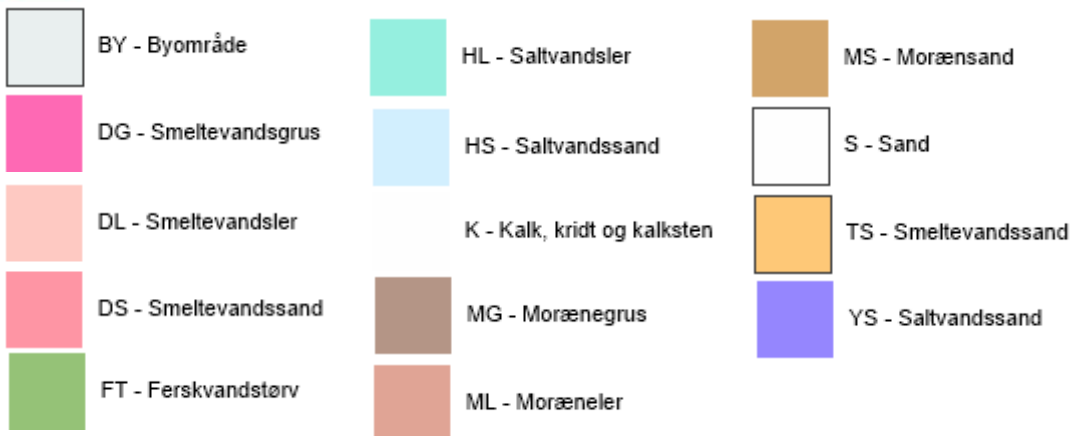 BY - Byområde
DG - Smeltevandsgrus
DL - Smeltevandsler
DS - Smeltevandssand
FT - Ferskvandstørv
HL - Saltvandsler
HS - Saltvandssand
K - Kalk, kridt og kalksten
MG - Morænegrus
ML - Moræneler
MS - Morænsand
S - Sand
TS - Smeltevandssand
YS - Saltvandssand